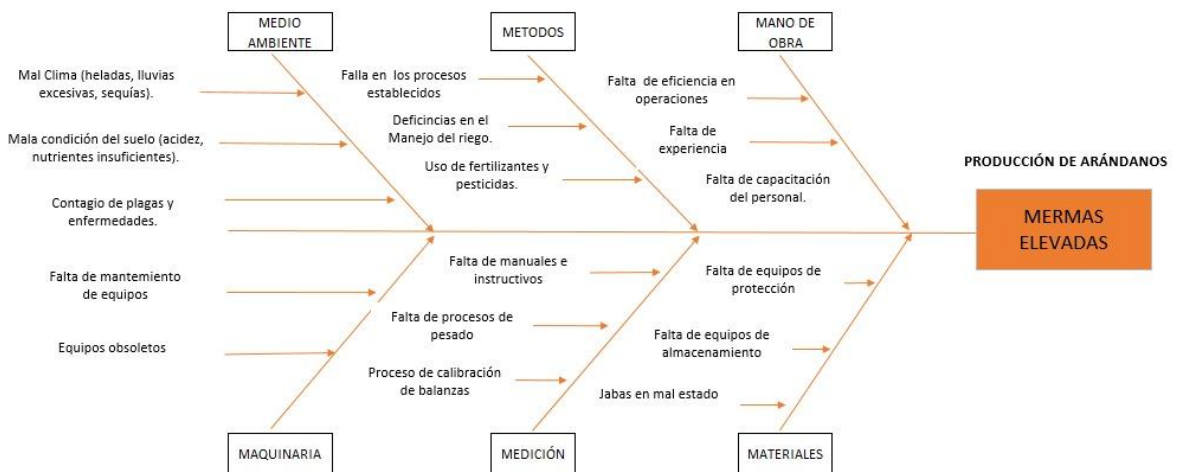 MEDIO
AMBIENTE
METODOS
MANO DE
OBRA
Mal Clima (heladas, lluvias
excesivas, sequías).
Mala condición del suelo (acidez,
nutrientes insuficientes).
Contagio de plagas y
enfermedades.
Falla en los procesos
establecidos
Deficincias en el
Manejo del riego.
Uso de fertilizantes y
pesticidas.
Falta de eficiencia en
operaciones
Falta de
experiencia
Falta de capacitación
del personal.
PRODUCCIÓN DE ARÁNDANOS
MERMAS
ELEVADAS
Falta de mantemiento
de equipos
Equipos obsoletos
Falta de manuales e
instructivos
Falta de procesos de
pesado
Proceso de calibración
de balanzas
Falta de equipos de
protección
Falta de equipos de
almacenamiento
Jabas en mal estado
MAQUINARIA
MEDICIÓN
MATERIALES